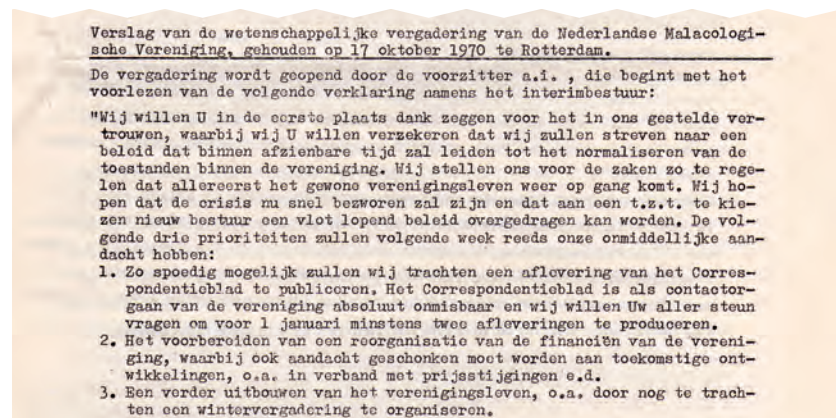 Verslag van de wetenschappelijke vergadering van de Nederlandse Malacologi-
sche Vereniging, gehouden op 17 oktober 1970 te Rotterdam.
De vergadering wordt geopend door de voorzitter a.i. , die begint met het
voorlezen van de volgende verklaring namens het interimbestuur:
"Wij willen U in de eerste plaats dank zeggen voor het in ons gestelde ver-
trouwen, waarbij wij U willen verzekeren dat wij zullen streven naar een
beleid dat binnen afzienbare tijd zal leiden tot het normaliseren van de
toestanden binnen de vereniging. Wij stellen ons voor de zaken zo te rege-
len dat allereerst het gewone verenigingsleven weer op gang komt. Wij ho-
pen dat de crisis nu snel bezworen zal zijn en dat aan een t.z.t. te kie-
zen nieuw bestuur een vlot lopend beleid overgedragen kan worden. De vol-
gende drie prioriteiten zullen volgende week reeds onze onmiddellijke aan-
dacht hebben:
1. Zo spoedig mogelijk zullen wij trachten een aflevering van het Corres-
pondentieblad te publiceren. Het Correspondentieblad is als contactor-
gaan van de vereniging absoluut onmisbaar en wij willen Uw aller steun
vragen om voor 1 januari minstens twee afleveringen te produceren.
2. Het voorbereiden van een reorganisatie van de financiën van de vereni-
ging, waarbij ook aandacht geschonken moet worden aan toekomstige ont-
wikkelingen, o.a. in verband met prijsstijgingen e.d.
3. Een verder uitbouwen van het verenigingsleven, o.a. door nog te trach-
ten een wintervergadering te organiseren.